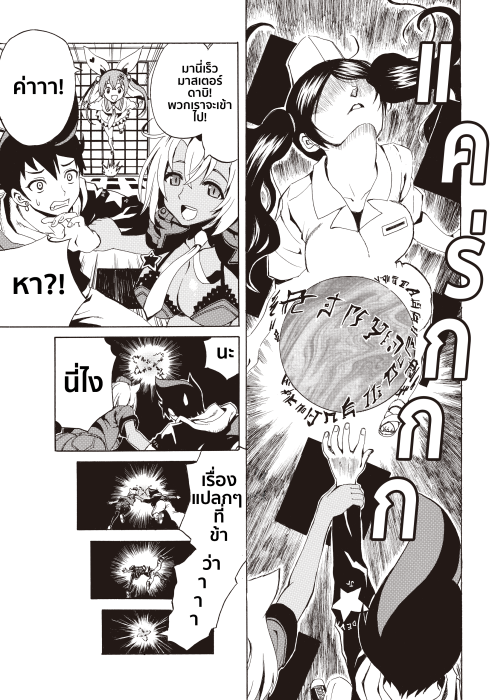 แคร่กกก
มานี่เร็ว
มาสเตอร์
ดาบิ!
พวกเราจะเข้า
ไป!
ค่าาา!
หา?!
นะ
นี่ไง
เรื่อง
แปลกๆ
ที่
ข้า
ว่า
า
า
า